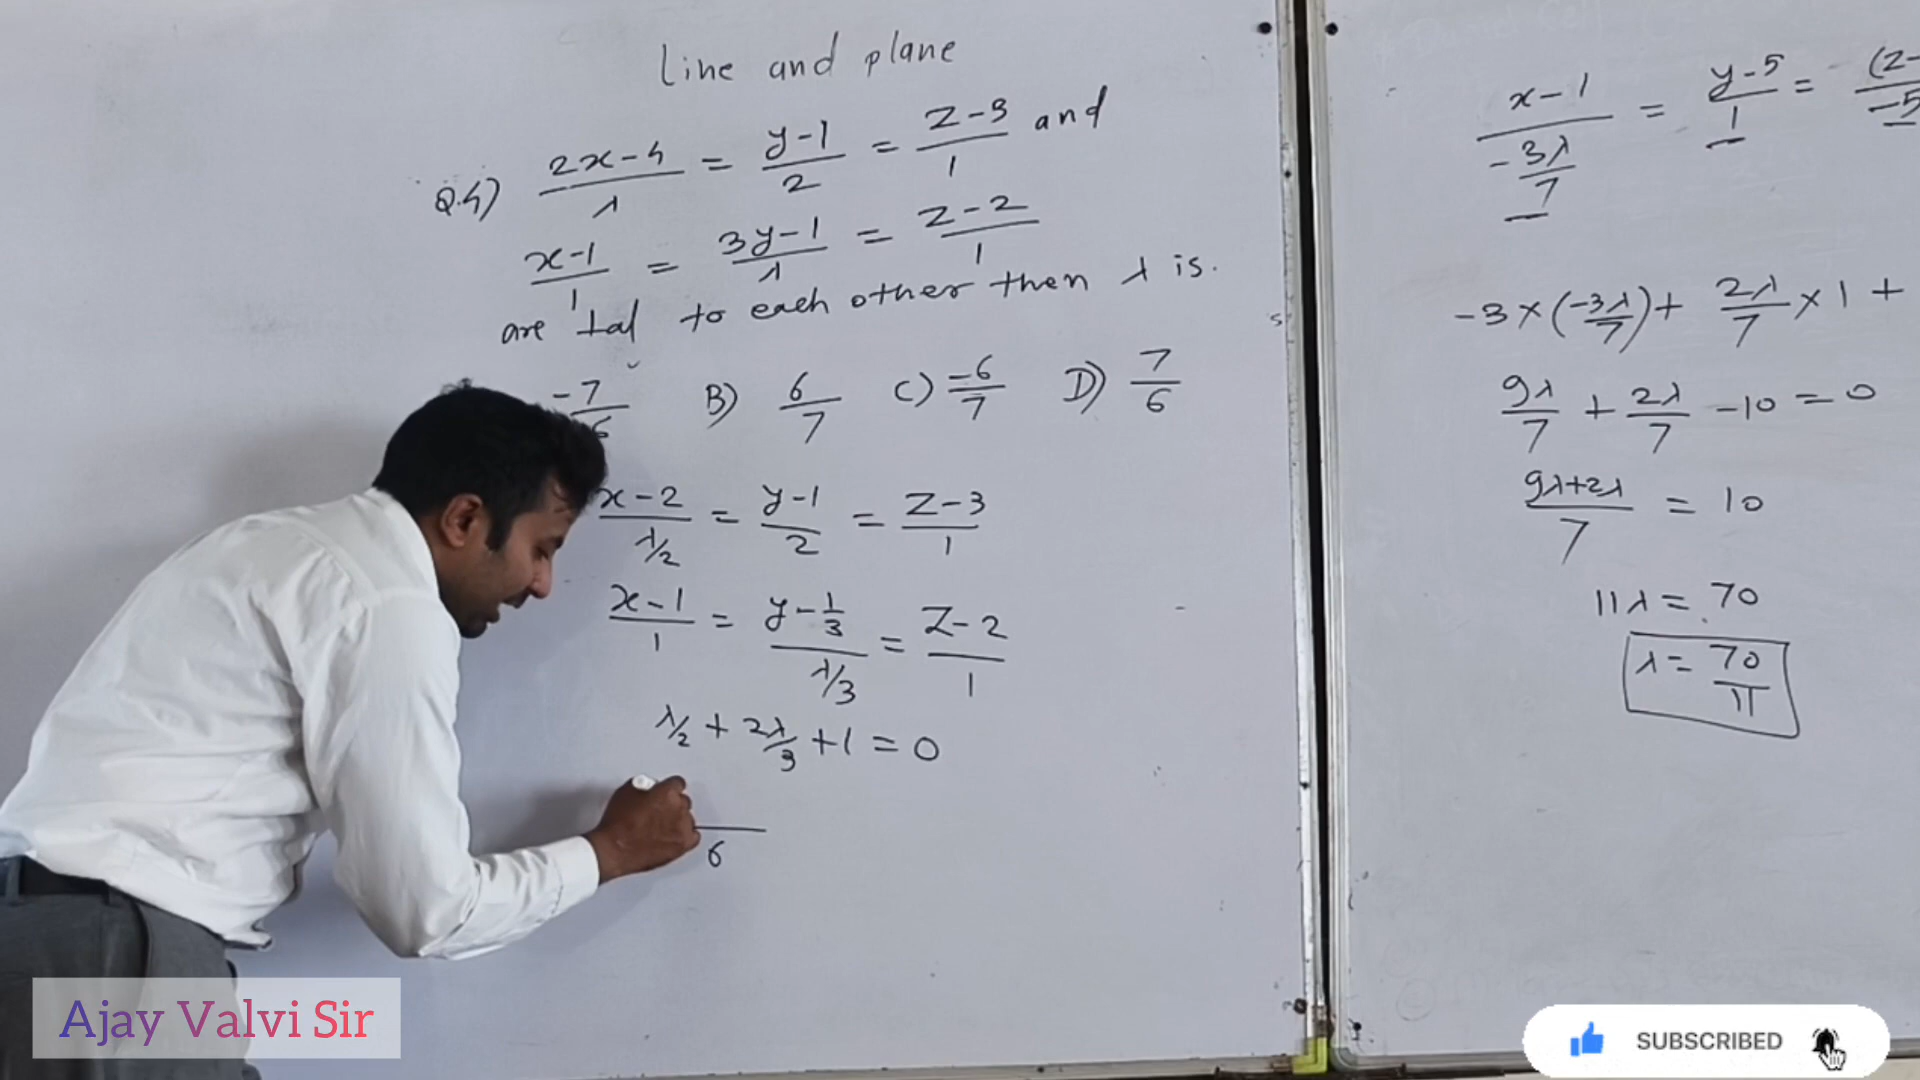 Line and plane
Q.4) 2x-4/λ = y-1/2 = z-3/1 and
x-1/1 = 3y-1/λ = z-2/1
are tal to each other then λ is.
-7/6 B) 6/7 C) -6/7 D) 7/6
x-2/λ/2 = y-1/2 = z-3/1
x-1/1 = y-1/3/λ/3 = z-2/1
λ/2 + 2λ/3 + 1 = 0
6
x-1/-3λ/7 = y-5/1 = (z-/-5
-3×(-3λ/7) + 2λ/7 × 1 +
9λ/7 + 2λ/7 - 10 = 0
9λ+2λ/7 = 10
11λ = 70
λ = 70/11
Ajay Valvi Sir
SUBSCRIBED